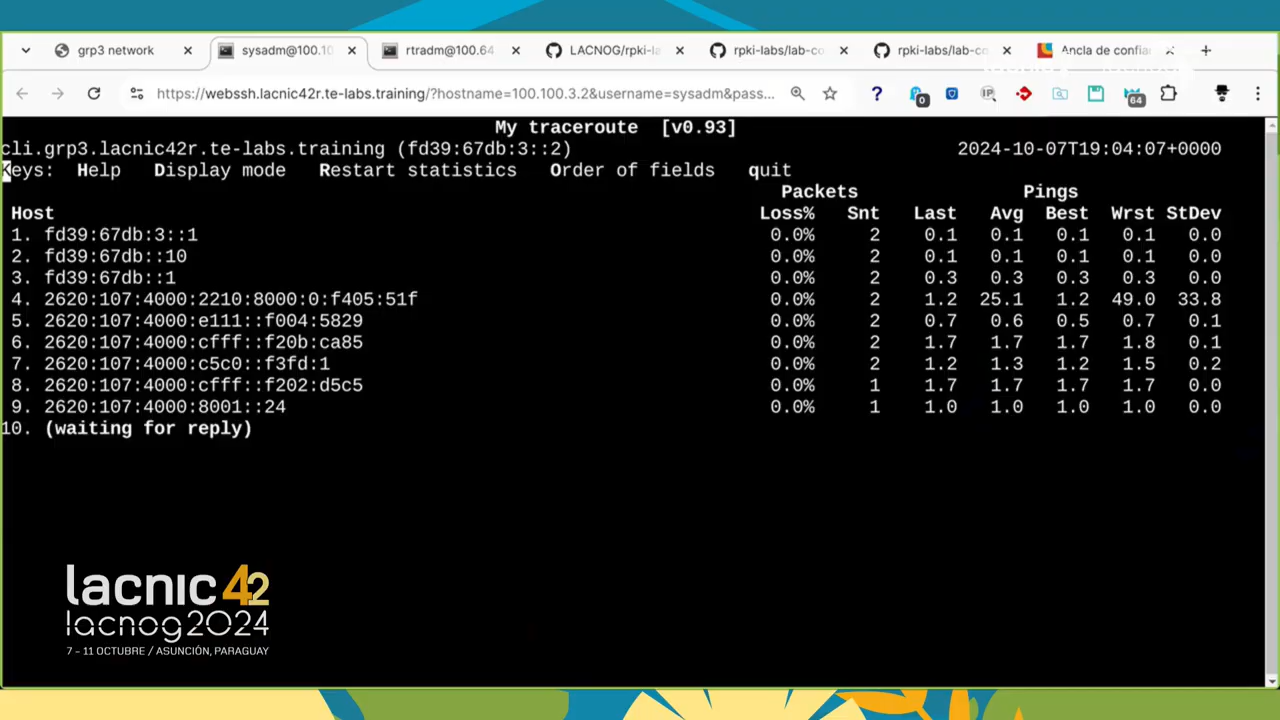 grp3 network
sysadm@100.10
rtradm@100.64
LACNOG/rpki-la
rpki-labs/lab-co
rpki-labs/lab-co
Ancla de confia
https://webssh.lacnic42r.te-labs.training/?hostname=100.100.3.2&username=sysadm&pass...
My traceroute [v0.93]
cli.grp3.lacnic42r.te-labs.training (fd39:67db:3::2) 2024-10-07T19:04:07+0000
Keys: Help Display mode Restart statistics Order of fields quit
Packets Pings
Host Loss% Snt Last Avg Best Wrst StDev
1. fd39:67db:3::1 0.0% 2 0.1 0.1 0.1 0.1 0.0
2. fd39:67db::10 0.0% 2 0.1 0.1 0.1 0.1 0.0
3. fd39:67db::1 0.0% 2 0.3 0.3 0.3 0.3 0.0
4. 2620:107:4000:2210:8000:0:f405:51f 0.0% 2 1.2 25.1 1.2 49.0 33.8
5. 2620:107:4000:e111::f004:5829 0.0% 2 0.7 0.6 0.5 0.7 0.1
6. 2620:107:4000:cfff::f20b:ca85 0.0% 2 1.7 1.7 1.7 1.8 0.1
7. 2620:107:4000:c5c0::f3fd:1 0.0% 2 1.2 1.3 1.2 1.5 0.2
8. 2620:107:4000:cfff::f202:d5c5 0.0% 1 1.7 1.7 1.7 1.7 0.0
9. 2620:107:4000:8001::24 0.0% 1 1.0 1.0 1.0 1.0 0.0
10. (waiting for reply)
lacnic 42
lacnog2024
7 – 11 OCTUBRE / ASUNCIÓN, PARAGUAY